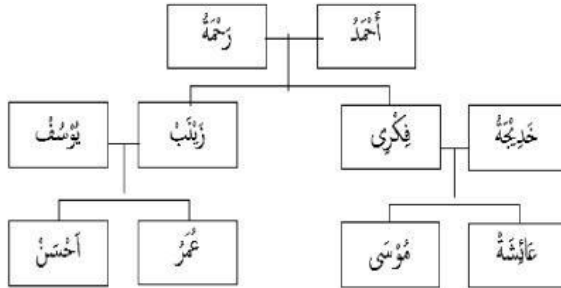 أَحْمَدُ رَحْمَةُ
خَدِيْجَةُ فِكْرِي زَيْنَبْ يُوْسُفْ
عَائِشَةْ مُوْسَى عُمَرُ اَحْسَنْ